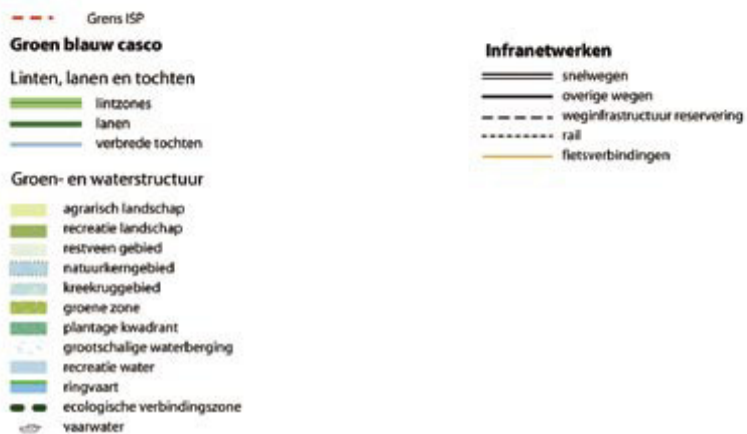 Grens ISP
Groen blauw casco
Linten, lanen en tochten
lintzones
lanen
verbrede tochten
Groen- en waterstructuur
agrarisch landschap
recreatie landschap
restveen gebied
natuurkerngebied
kreekruggebied
groene zone
plantage kwadrant
grootschalige waterberging
recreatie water
ringvaart
ecologische verbindingszone
vaarwater
Infranetwerken
snelwegen
overige wegen
weginfrastructuur reservering
rail
fietsverbindingen